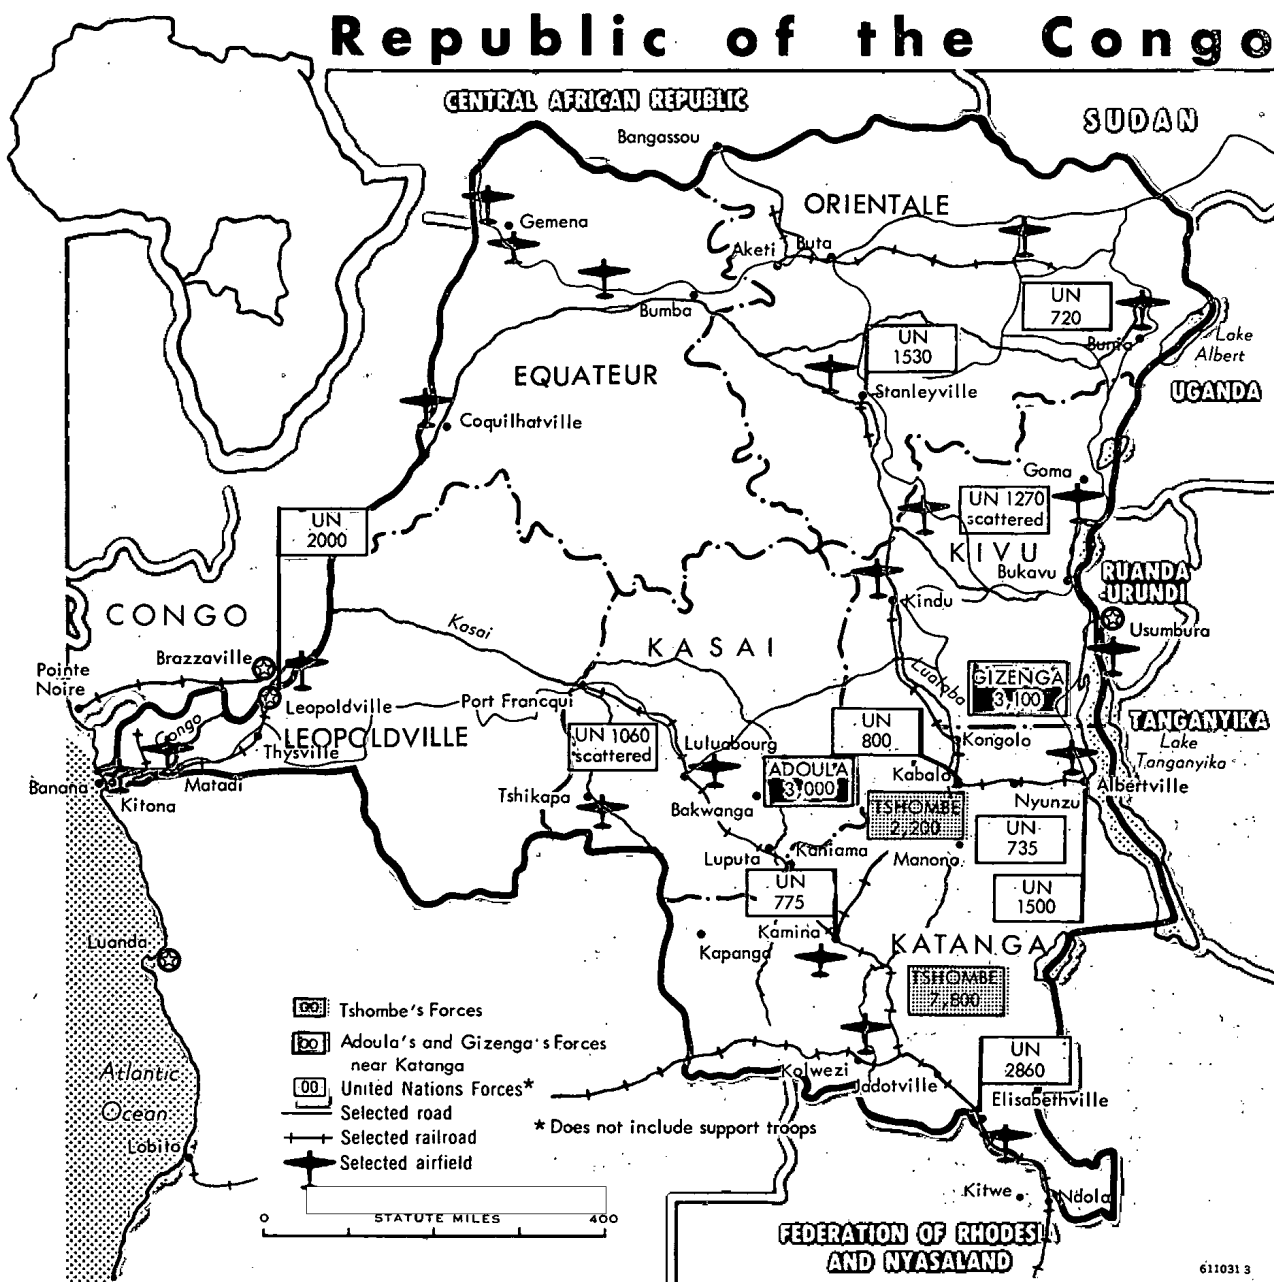 Republic of the Congo
CENTRAL AFRICAN REPUBLIC
SUDAN
Bangassou
ORIENTALE
Gemena
Aketi
Buta
Bumba
UN
720
Bunia
Lake
Albert
UN
1530
EQUATEUR
Stanleyville
UGANDA
Coquilhatville
Goma
UN 1270
scattered
UN
2000
KIVU
Bukavu
RUANDA
URUNDI
CONGO
Kindu
Usumbura
Kasai
KASAI
Brazzaville
Pointe
Noire
Lualaba
GIZENGA
3,100
Leopoldville
Port Francqui
Congo
LEOPOLDVILLE
Thysville
UN 1060
scattered
Luluabourg
UN
800
Kongolo
TANGANYIKA
Lake
Tanganyika
Banana
Kitona
Matadi
Tshikapa
Bakwanga
ADOULA
3,000
Kabalo
TSHOMBE
2,200
Nyunzu
Albertville
UN
735
Luputa
Kaniama
Manono
UN
775
UN
1500
Kamina
Kapanga
KATANGA
Luanda
TSHOMBE
7,800
00 Tshombe's Forces
00 Adoula's and Gizenga's Forces
near Katanga
00 United Nations Forces*
Selected road
Selected railroad
Selected airfield
* Does not include support troops
UN
2860
Kolwezi
Jadotville
Elisabethville
Atlantic
Ocean
Lobito
Kitwe
Ndola
0 STATUTE MILES 400
FEDERATION OF RHODESIA
AND NYASALAND
611031 3